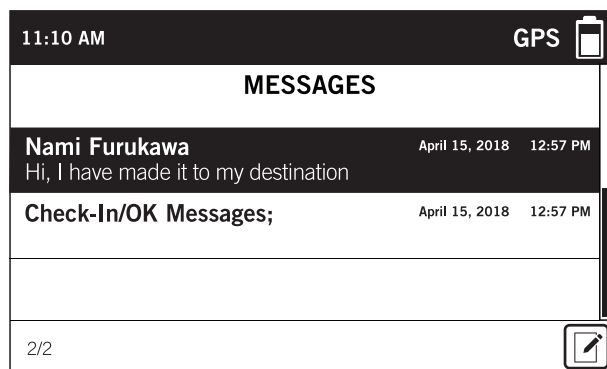 11:10 AM GPS
MESSAGES
Nami Furukawa April 15, 2018 12:57 PM
Hi, I have made it to my destination
Check-In/OK Messages; April 15, 2018 12:57 PM
2/2